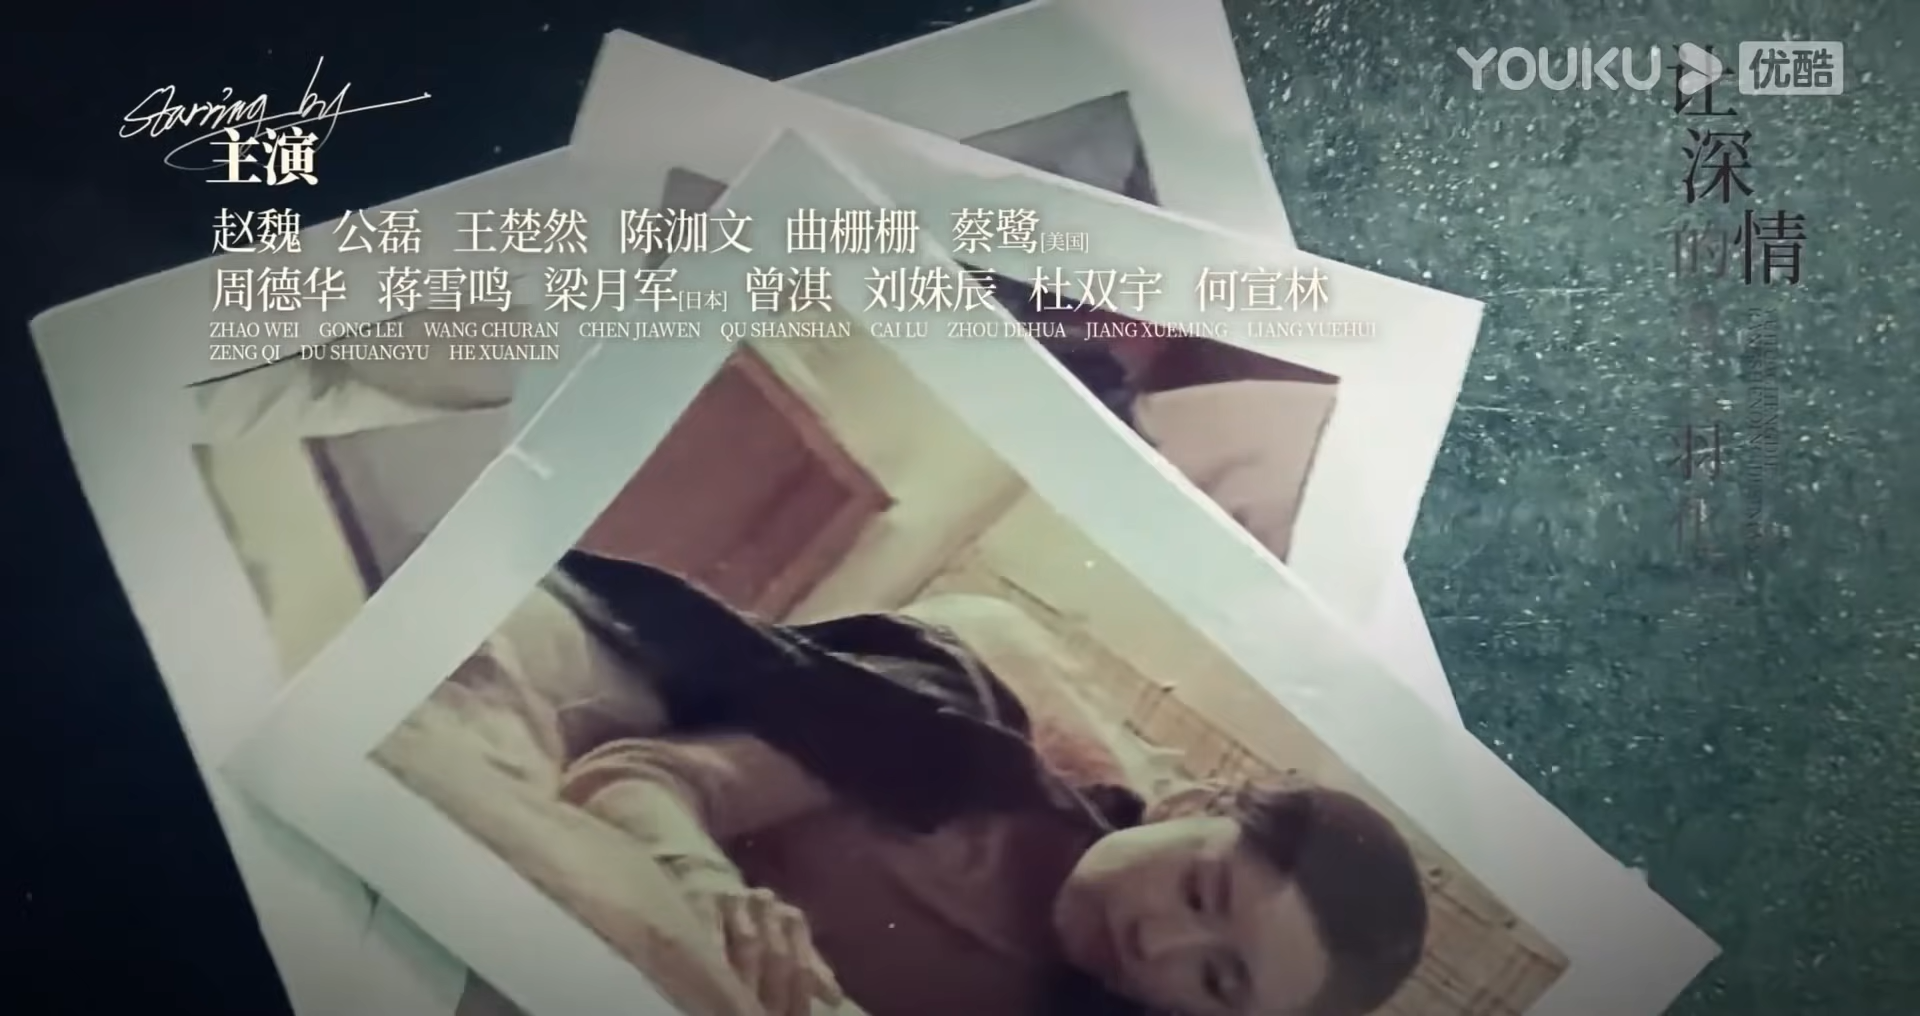 Starring by
主演
赵魏 公磊 王楚然 陈泇文 曲栅栅 蔡鹭[美国]
周德华 蒋雪鸣 梁月军[日本] 曾淇 刘姝辰 杜双宇 何宣林
ZHAO WEI GONG LEI WANG CHURAN CHEN JIAWEN QU SHANSHAN CAI LU ZHOU DEHUA JIANG XUEMING LIANG YUEHUI
ZENG QI DU SHUANGYU HE XUANLIN
YOUKU 优酷
让深情
的